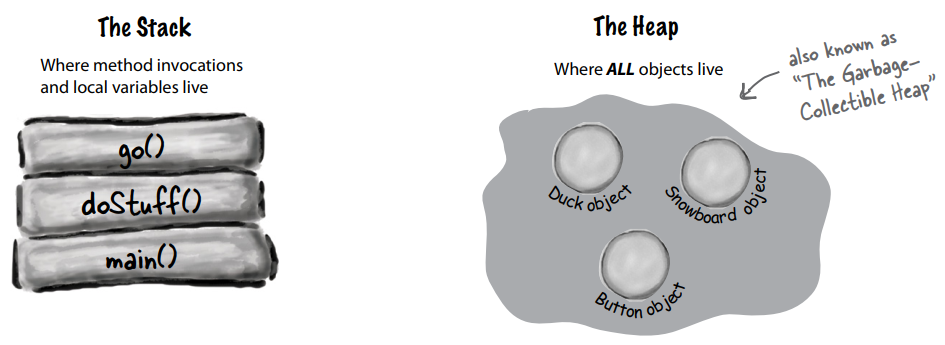 The Stack
Where method invocations
and local variables live
go()
doStuff()
main()
The Heap
Where ALL objects live
also known as
"The Garbage-
Collectible Heap"
Duck object
Snowboard object
Button object